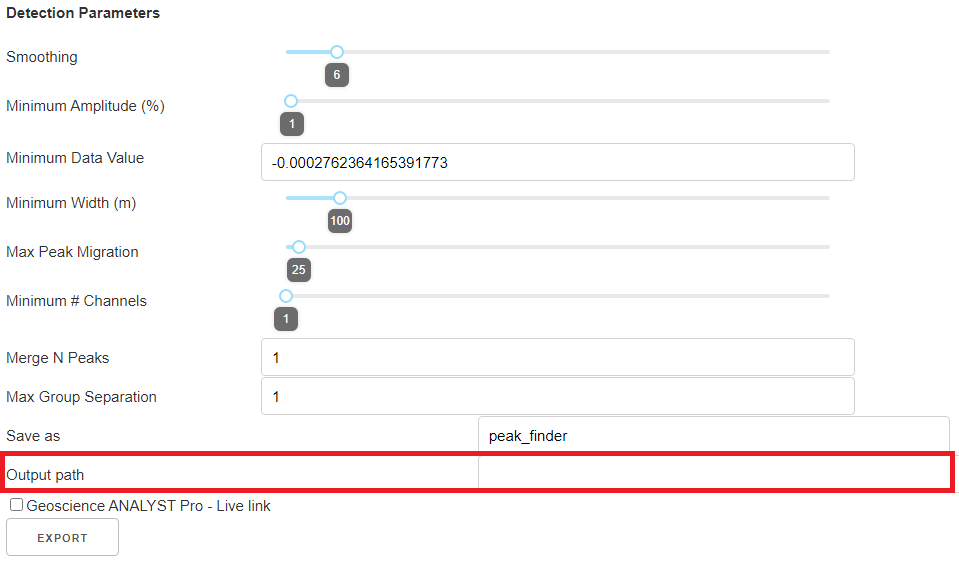 Detection Parameters
Smoothing
6
Minimum Amplitude (%)
1
Minimum Data Value
-0.0002762364165391773
Minimum Width (m)
100
Max Peak Migration
25
Minimum # Channels
1
Merge N Peaks
1
Max Group Separation
1
Save as
peak_finder
Output path
Geoscience ANALYST Pro - Live link
EXPORT